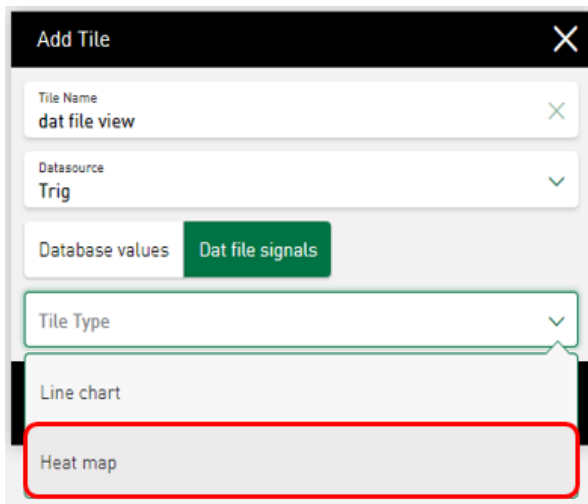 Add Tile
Tile Name
dat file view
Datasource
Trig
Database values Dat file signals
Tile Type
Line chart
Heat map